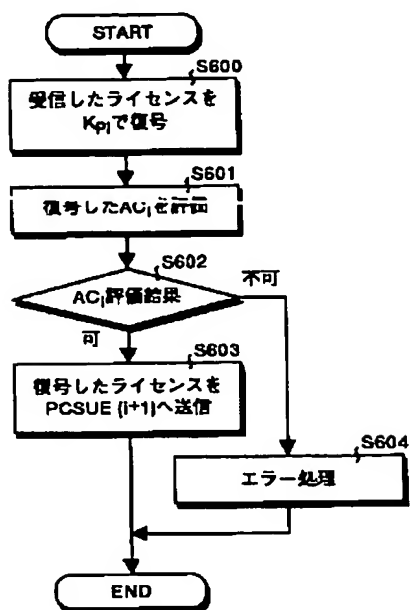 START
S600
受信したライセンスを
KPiで復号
S601
復号したACiを評価
S602
ACi評価結果
不可
可
S603
復号したライセンスを
PCSUE (i+1)へ送信
S604
エラー処理
END